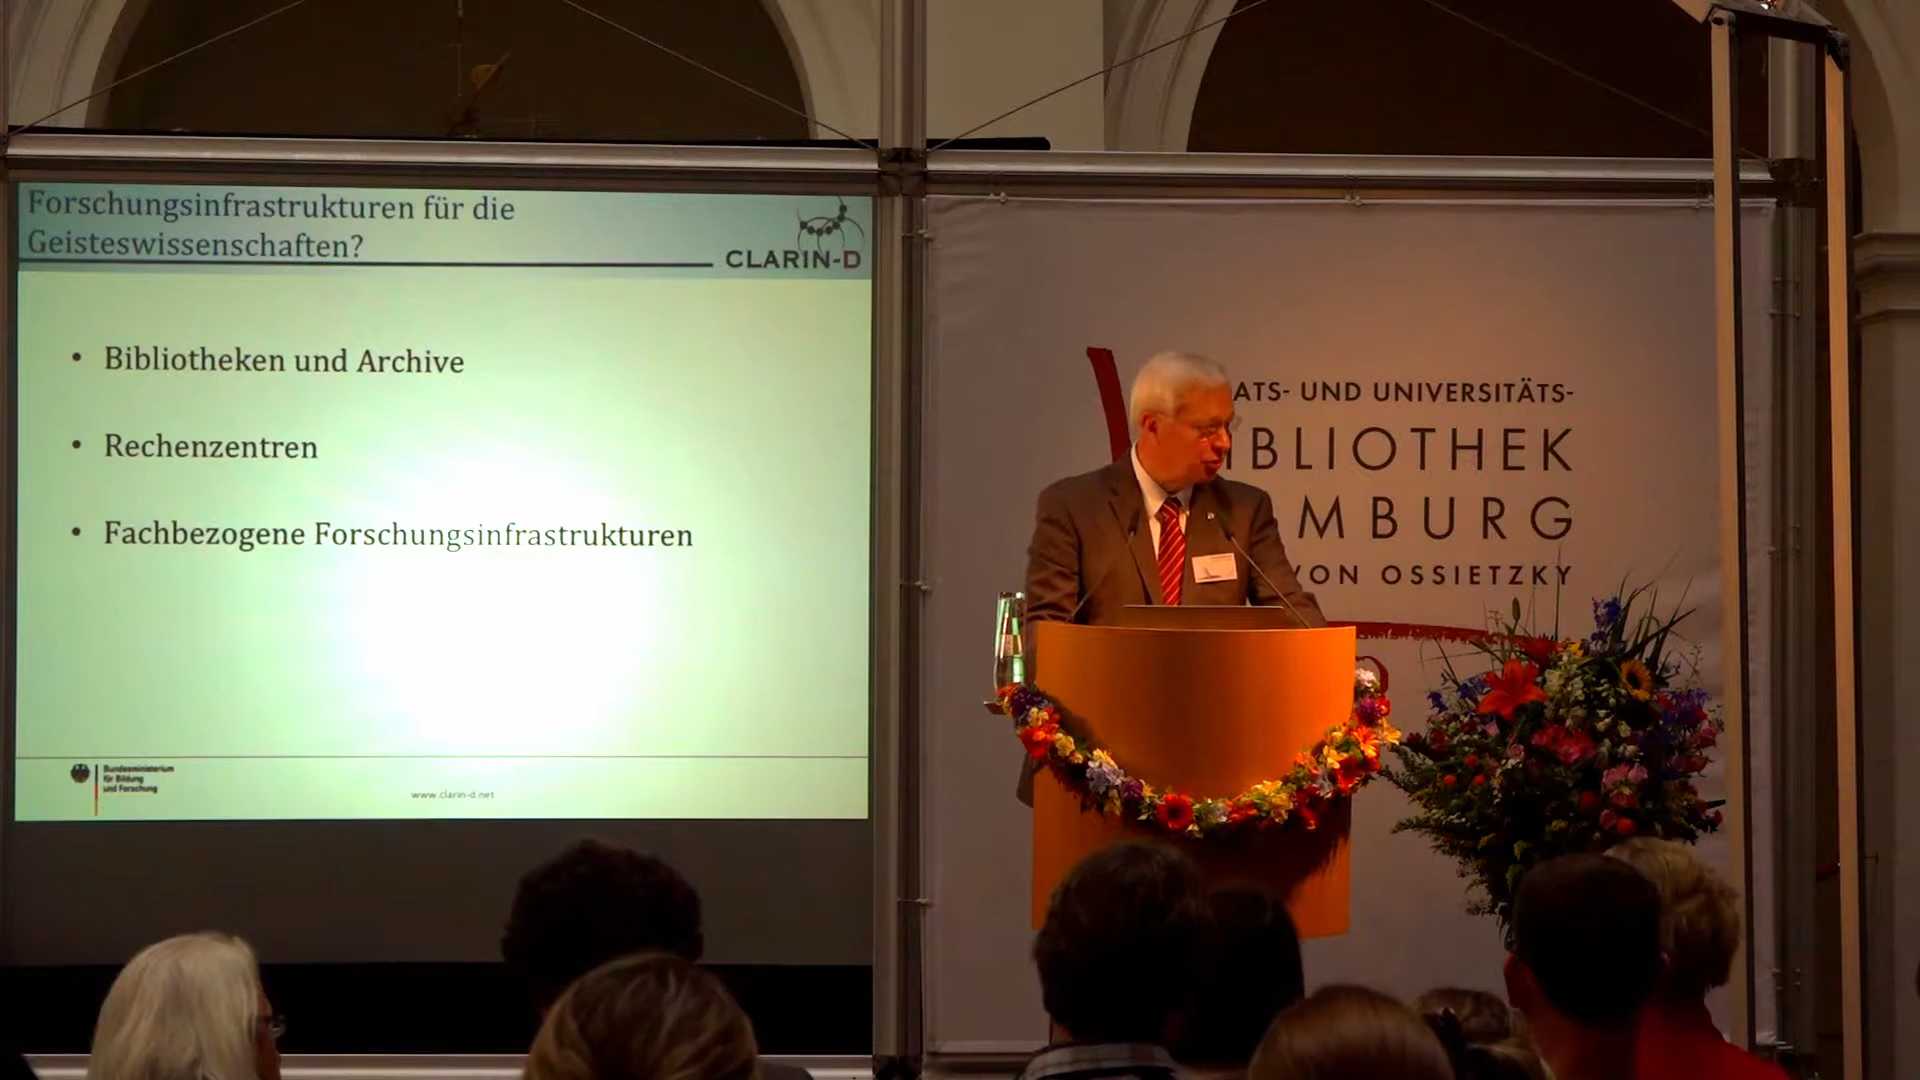 Forschungsinfrastrukturen für die
Geisteswissenschaften?
CLARIN-D
• Bibliotheken und Archive
• Rechenzentren
• Fachbezogene Forschungsinfrastrukturen
Bundesministerium
für Bildung
und Forschung
www.clarin-d.net
ATS- UND UNIVERSITÄTS-
IBLIOTHEK
MBURG
VON OSSIETZKY